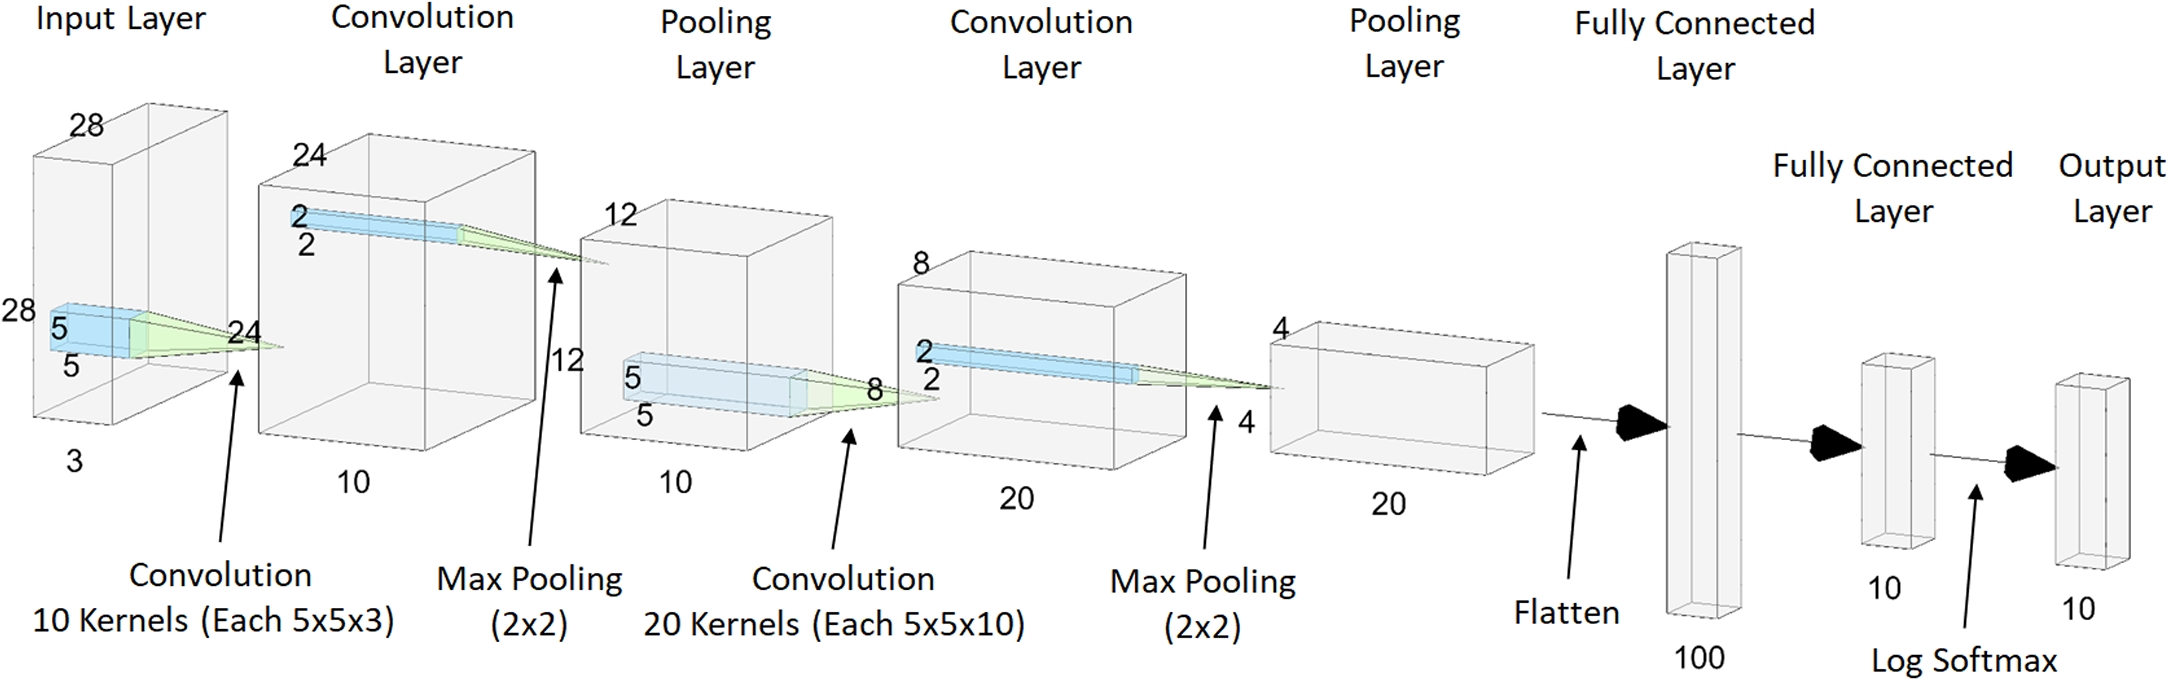 Input Layer
Convolution
Layer
Pooling
Layer
Convolution
Layer
Pooling
Layer
Fully Connected
Layer
Fully Connected
Layer
Output
Layer
28
28
5
5
3
24
24
2
2
10
12
12
5
5
10
8
8
2
2
20
4
4
20
100
10
10
Convolution
10 Kernels (Each 5x5x3)
Max Pooling
(2x2)
Convolution
20 Kernels (Each 5x5x10)
Max Pooling
(2x2)
Flatten
Log Softmax